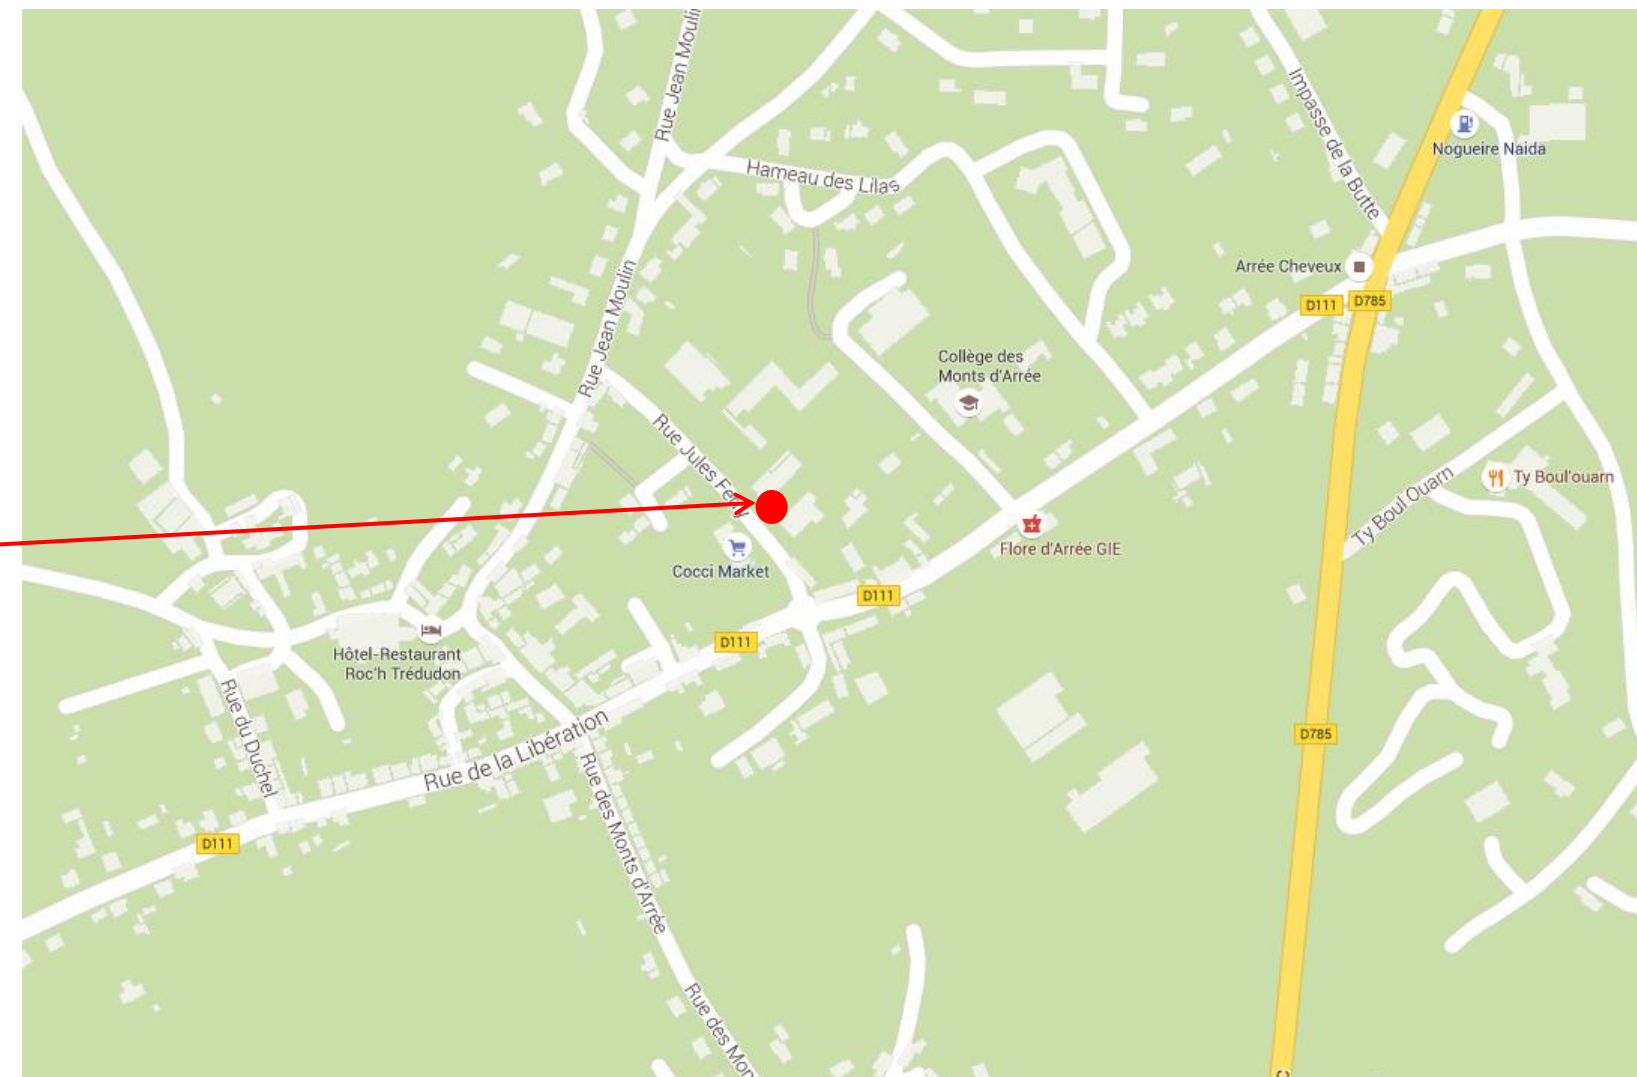 Rue Jean Moulin
Impasse de la Butte
Nogueire Naida
Hameau des Lilas
Arrée Cheveux
D111
D785
Rue Jean Moulin
Collège des
Monts d'Arrée
Rue Jules Ferry
Ty Boul'ouarn
Ty Boul Ouarn
Flore d'Arrée GIE
Cocci Market
D111
D111
Hôtel-Restaurant
Roc'h Trédudon
Rue du Duchel
D785
Rue de la Libération
Rue des Monts d'Arrée
D111
Rue des Mon